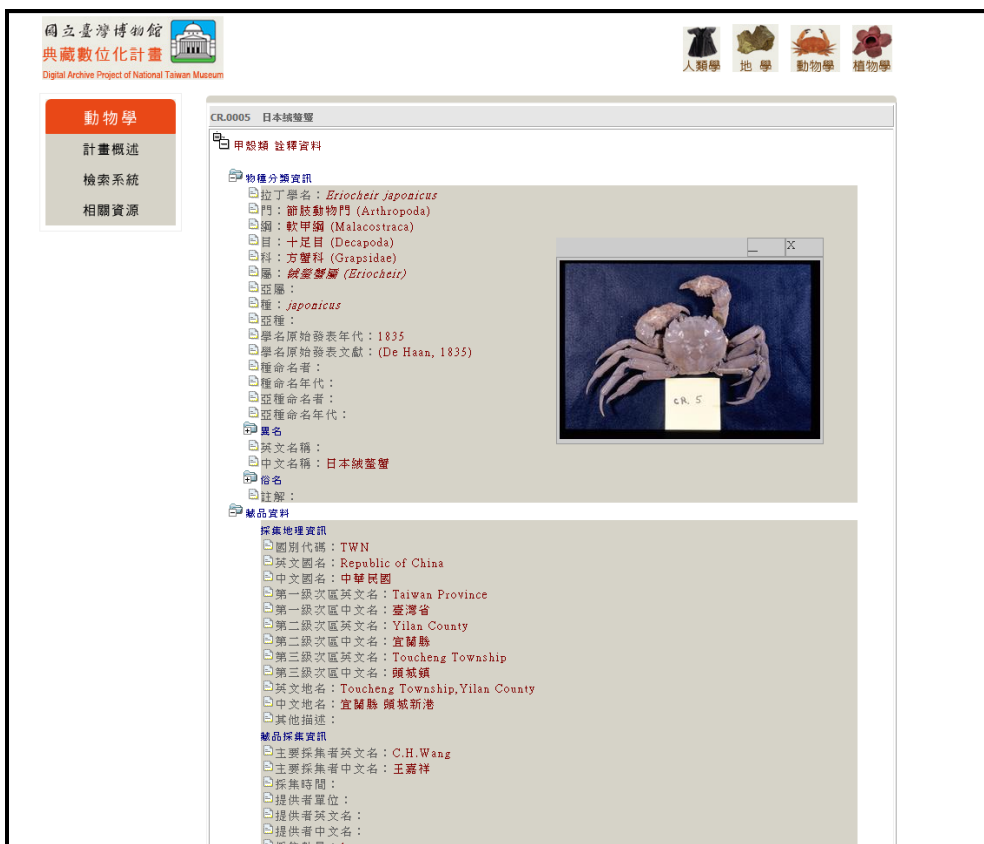 國立臺灣博物館
典藏數位化計畫
Digital Archive Project of National Taiwan Museum
人類學 地 學 動物學 植物學
動物學
計畫概述
檢索系統
相關資源
CR.0005 日本絨螯蟹
甲殼類 詮釋資料
物種分類資訊
拉丁學名：Eriocheir japonicus
門：節肢動物門 (Arthropoda)
綱：軟甲綱 (Malacostraca)
目：十足目 (Decapoda)
科：方蟹科 (Grapsidae)
屬：絨螯蟹屬 (Eriocheir)
亞屬：
種：japonicus
亞種：
學名原始發表年代：1835
學名原始發表文獻：(De Haan, 1835)
種命名者：
種命名年代：
亞種命名者：
亞種命名年代：
異名
英文名稱：
中文名稱：日本絨螯蟹
俗名
註解：
_ X
CR. 5
藏品資料
採集地理資訊
國別代碼：TWN
英文國名：Republic of China
中文國名：中華民國
第一級次區英文名：Taiwan Province
第一級次區中文名：臺灣省
第二級次區英文名：Yilan County
第二級次區中文名：宜蘭縣
第三級次區英文名：Toucheng Township
第三級次區中文名：頭城鎮
英文地名：Toucheng Township,Yilan County
中文地名：宜蘭縣 頭城新港
其他描述：
藏品採集資訊
主要採集者英文名：C.H.Wang
主要採集者中文名：王嘉祥
採集時間：
提供者單位：
提供者英文名：
提供者中文名：